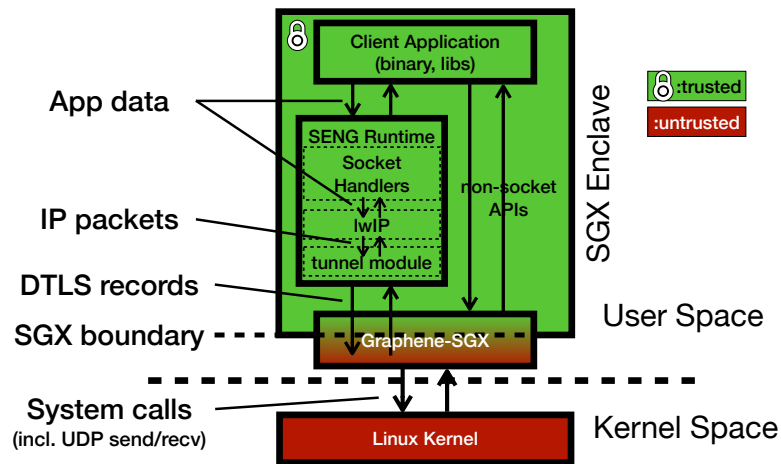 Client Application
(binary, libs)
App data
SENG Runtime
Socket
Handlers
non-socket
APIs
IP packets
lwIP
tunnel module
DTLS records
SGX boundary
Graphene-SGX
System calls
(incl. UDP send/recv)
Linux Kernel
:trusted
:untrusted
SGX Enclave
User Space
Kernel Space